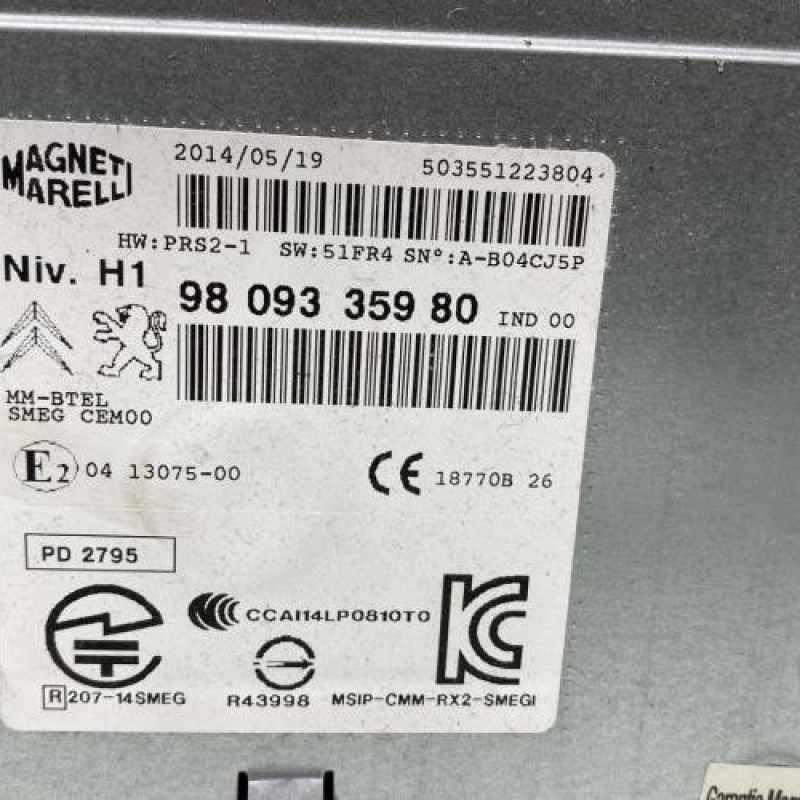 MAGNETI
MARELLI
2014/05/19 503551223804
HW:PRS2-1 SW:51FR4 SN°:A-B04CJ5P
Niv. H1
98 093 359 80 IND 00
MM-BTEL
SMEG CEM00
E2 04 13075-00
CE 18770B 26
PD 2795
CCAI14LP0810T0
R 207-14SMEG
R43998
MSIP-CMM-RX2-SMEGI